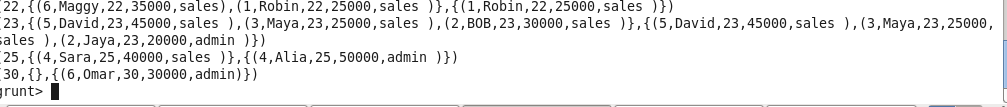 (22,{(6,Maggy,22,35000,sales),(1,Robin,22,25000,sales )},{(1,Robin,22,25000,sales )})
(23,{(5,David,23,45000,sales ),(3,Maya,23,25000,sales ),(2,BOB,23,30000,sales )},{(5,David,23,45000,sales ),(3,Maya,23,25000,
sales ),(2,Jaya,23,20000,admin )})
(25,{(4,Sara,25,40000,sales )},{(4,Alia,25,50000,admin )})
(30,{},{(6,Omar,30,30000,admin)})
grunt>